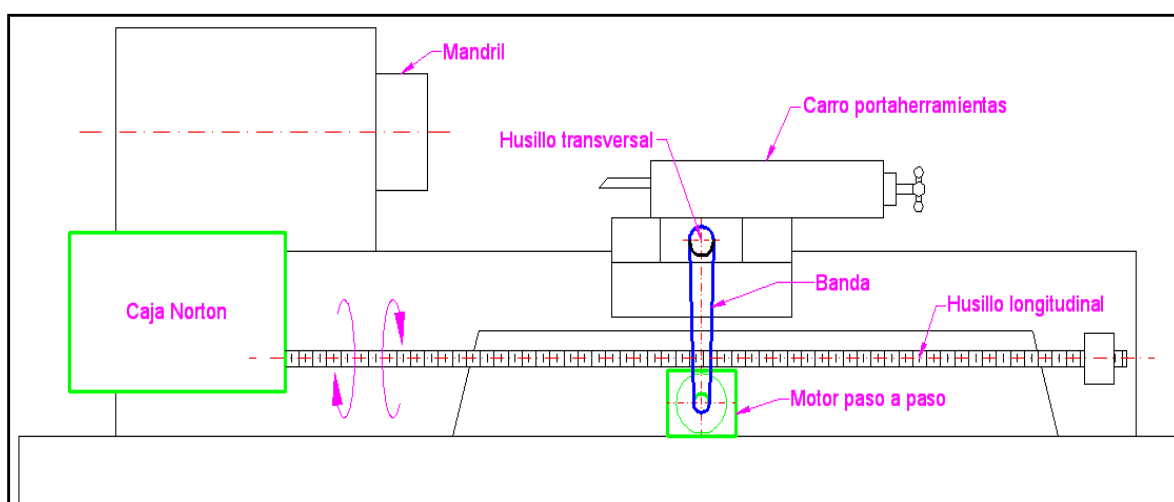 Mandril
Carro portaherramientas
Husillo transversal
Caja Norton
Banda
Husillo longitudinal
Motor paso a paso